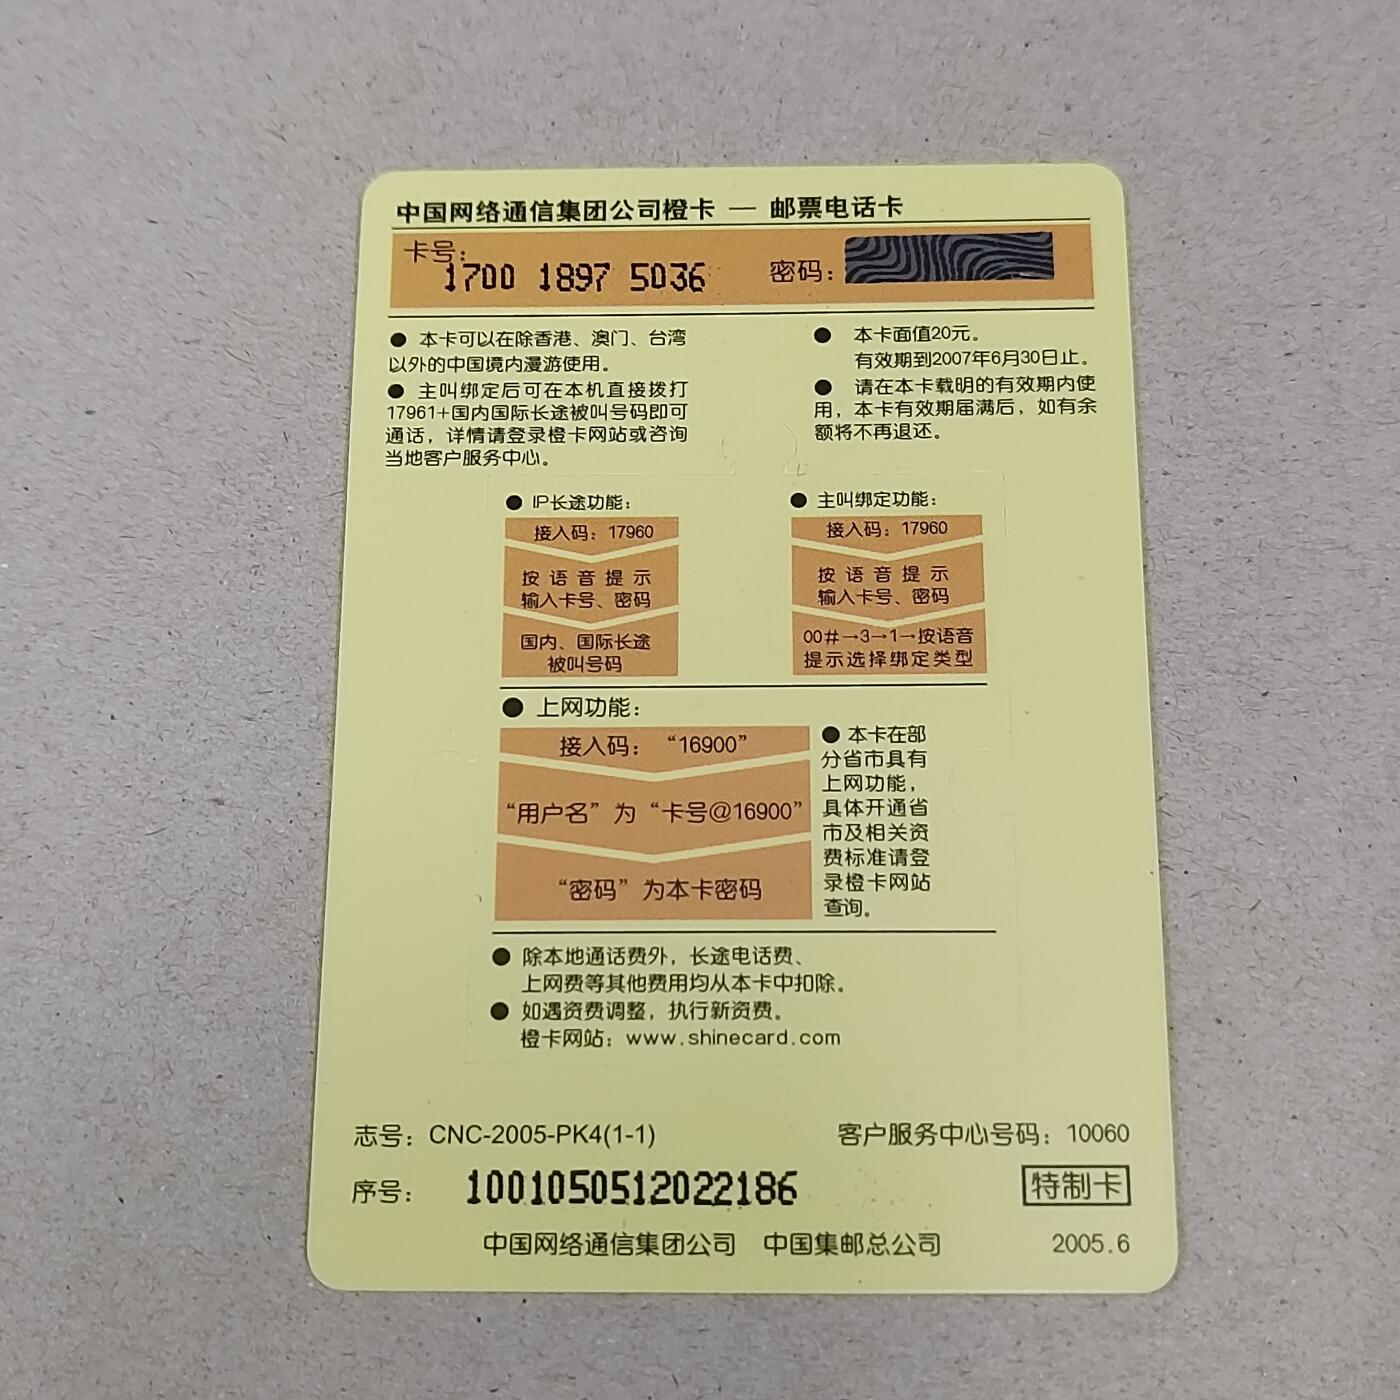 中国网络通信集团公司橙卡 — 邮票电话卡
卡号:
1700 1897 5036
密码:
● 本卡可以在除香港、澳门、台湾
以外的中国境内漫游使用。
● 主叫绑定后可在本机直接拨打
17961+国内国际长途被叫号码即可
通话，详情请登录橙卡网站或咨询
当地客户服务中心。
● 本卡面值20元。
有效期到2007年6月30日止。
● 请在本卡载明的有效期内使
用，本卡有效期届满后，如有余
额将不再退还。
● IP长途功能:
接入码: 17960
按语音提示
输入卡号、密码
国内、国际长途
被叫号码
● 主叫绑定功能:
接入码: 17960
按语音提示
输入卡号、密码
00#→3→1→按语音
提示选择绑定类型
● 上网功能:
接入码: “16900”
“用户名” 为 “卡号@16900”
“密码” 为本卡密码
● 本卡在部
分省市具有
上网功能，
具体开通省
市及相关资
费标准请登
录橙卡网站
查询。
● 除本地通话费外，长途电话费、
上网费等其他费用均从本卡中扣除。
● 如遇资费调整，执行新资费。
橙卡网站: www.shinecard.com
志号: CNC-2005-PK4(1-1)
客户服务中心号码: 10060
序号: 1001050512022186
特制卡
中国网络通信集团公司 中国集邮总公司
2005.6